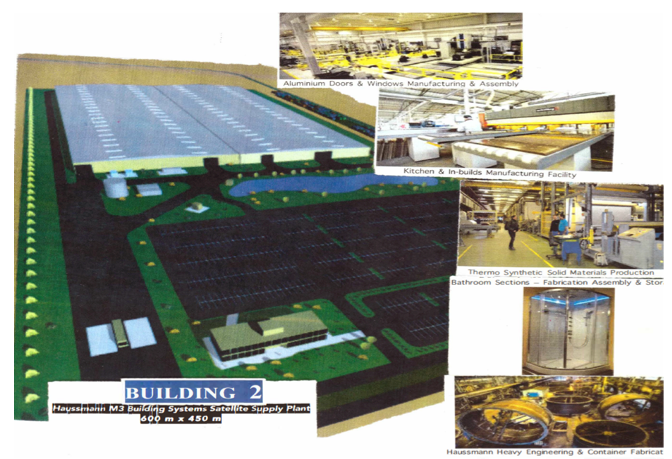 Aluminium Doors & Windows Manufacturing & Assembly
Kitchen & In-builds Manufacturing Facility
Thermo Synthetic Solid Materials Production
Bathroom Sections – Fabrication Assembly & Stor
BUILDING 2
Haussmann M3 Building Systems Satellite Supply Plant
600 m x 450 m
Haussmann Heavy Engineering & Container Fabricat